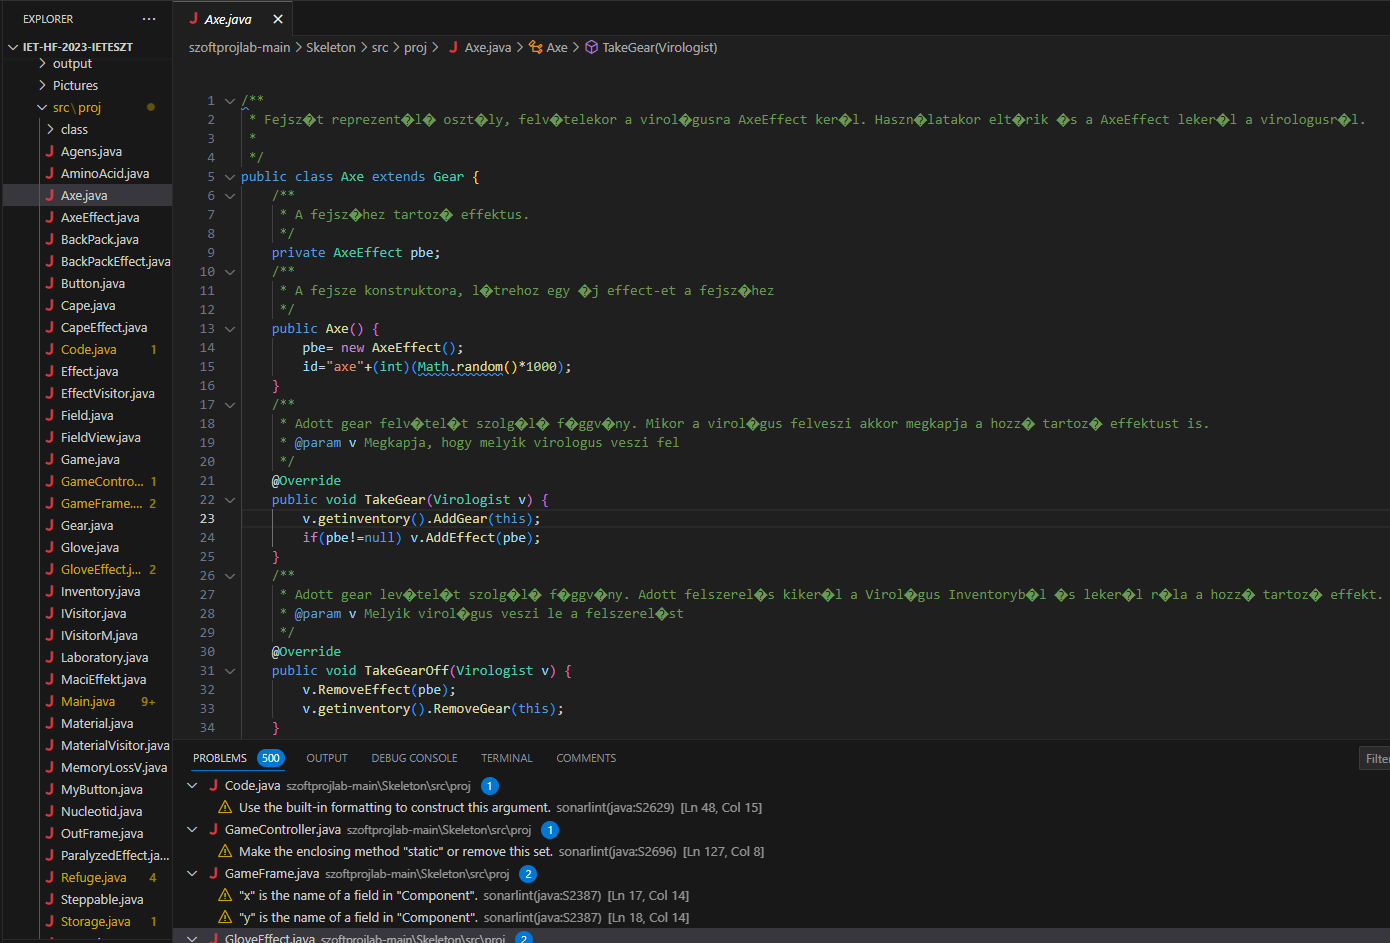 EXPLORER ···
IET-HF-2023-IETESZT
output
Pictures
src\proj
class
Agens.java
AminoAcid.java
Axe.java
AxeEffect.java
BackPack.java
BackPackEffect.java
Button.java
Cape.java
CapeEffect.java
Code.java 1
Effect.java
EffectVisitor.java
Field.java
FieldView.java
Game.java
GameContro... 1
GameFrame.... 2
Gear.java
Glove.java
GloveEffect.j... 2
Inventory.java
IVisitor.java
IVisitorM.java
Laboratory.java
MaciEffekt.java
Main.java 9+
Material.java
MaterialVisitor.java
MemoryLossV.java
MyButton.java
Nucleotid.java
OutFrame.java
ParalyzedEffect.ja...
Refuge.java 4
Steppable.java
Storage.java 1
Axe.java
szoftprojlab-main > Skeleton > src > proj > Axe.java > Axe > TakeGear(Virologist)
1 /**
2 * Fejsz�t reprezent�l� oszt�ly, felv�telekor a virol�gusra AxeEffect ker�l. Haszn�latakor elt�rik �s a AxeEffect leker�l a virologusr�l.
3 *
4 */
5 public class Axe extends Gear {
6 /**
7 * A fejsz�hez tartoz� effektus.
8 */
9 private AxeEffect pbe;
10 /**
11 * A fejsze konstruktora, l�trehoz egy �j effect-et a fejsz�hez
12 */
13 public Axe() {
14 pbe= new AxeEffect();
15 id="axe"+(int)(Math.random()*1000);
16 }
17 /**
18 * Adott gear felv�tel�t szolg�l� f�ggv�ny. Mikor a virol�gus felveszi akkor megkapja a hozz� tartoz� effektust is.
19 * @param v Megkapja, hogy melyik virologus veszi fel
20 */
21 @Override
22 public void TakeGear(Virologist v) {
23 v.getinventory().AddGear(this);
24 if(pbe!=null) v.AddEffect(pbe);
25 }
26 /**
27 * Adott gear lev�tel�t szolg�l� f�ggv�ny. Adott felszerel�s kiker�l a Virol�gus Inventoryb�l �s leker�l r�la a hozz� tartoz� effekt.
28 * @param v Melyik virol�gus veszi le a felszerel�st
29 */
30 @Override
31 public void TakeGearOff(Virologist v) {
32 v.RemoveEffect(pbe);
33 v.getinventory().RemoveGear(this);
34 }
PROBLEMS 500 OUTPUT DEBUG CONSOLE TERMINAL COMMENTS Filter
Code.java szoftprojlab-main\Skeleton\src\proj 1
Use the built-in formatting to construct this argument. sonarlint(java:S2629) [Ln 48, Col 15]
GameController.java szoftprojlab-main\Skeleton\src\proj 1
Make the enclosing method "static" or remove this set. sonarlint(java:S2696) [Ln 127, Col 8]
GameFrame.java szoftprojlab-main\Skeleton\src\proj 2
"x" is the name of a field in "Component". sonarlint(java:S2387) [Ln 17, Col 14]
"y" is the name of a field in "Component". sonarlint(java:S2387) [Ln 18, Col 14]
GloveEffect.java szoftprojlab-main\Skeleton\src\proj 2